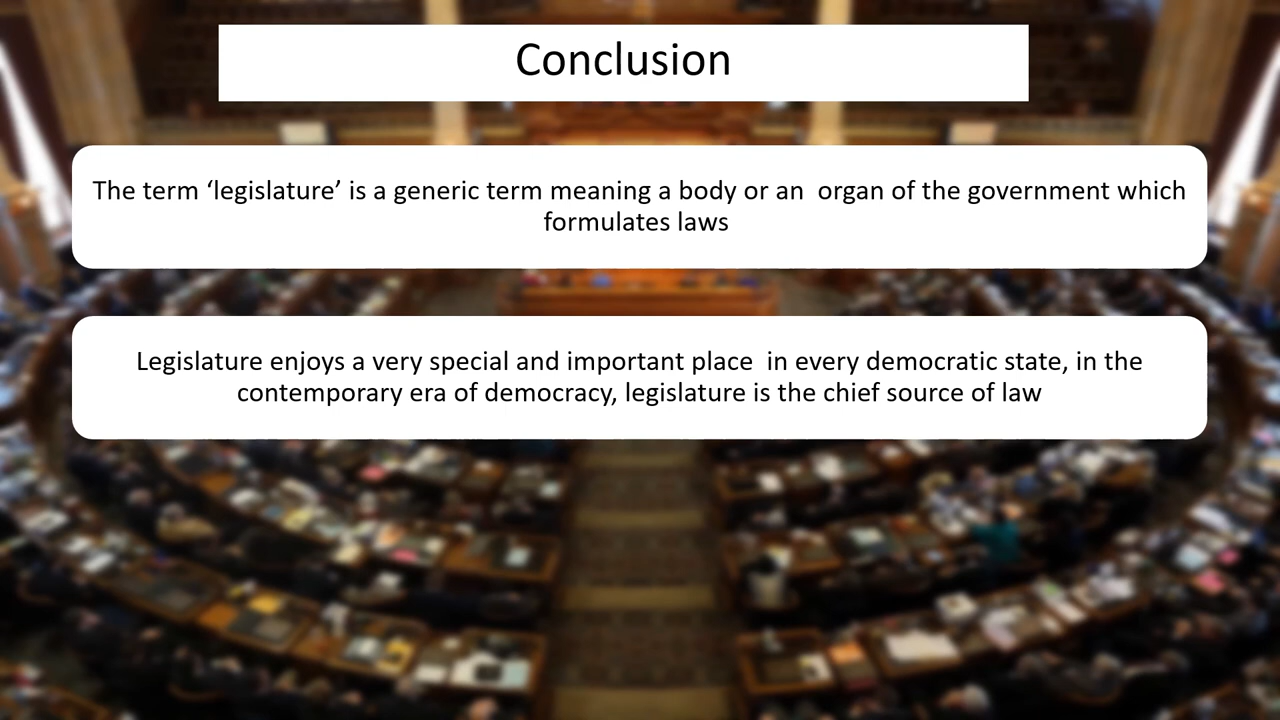 Conclusion
The term ‘legislature’ is a generic term meaning a body or an  organ of the government which
formulates laws
Legislature enjoys a very special and important place  in every democratic state, in the
contemporary era of democracy, legislature is the chief source of law